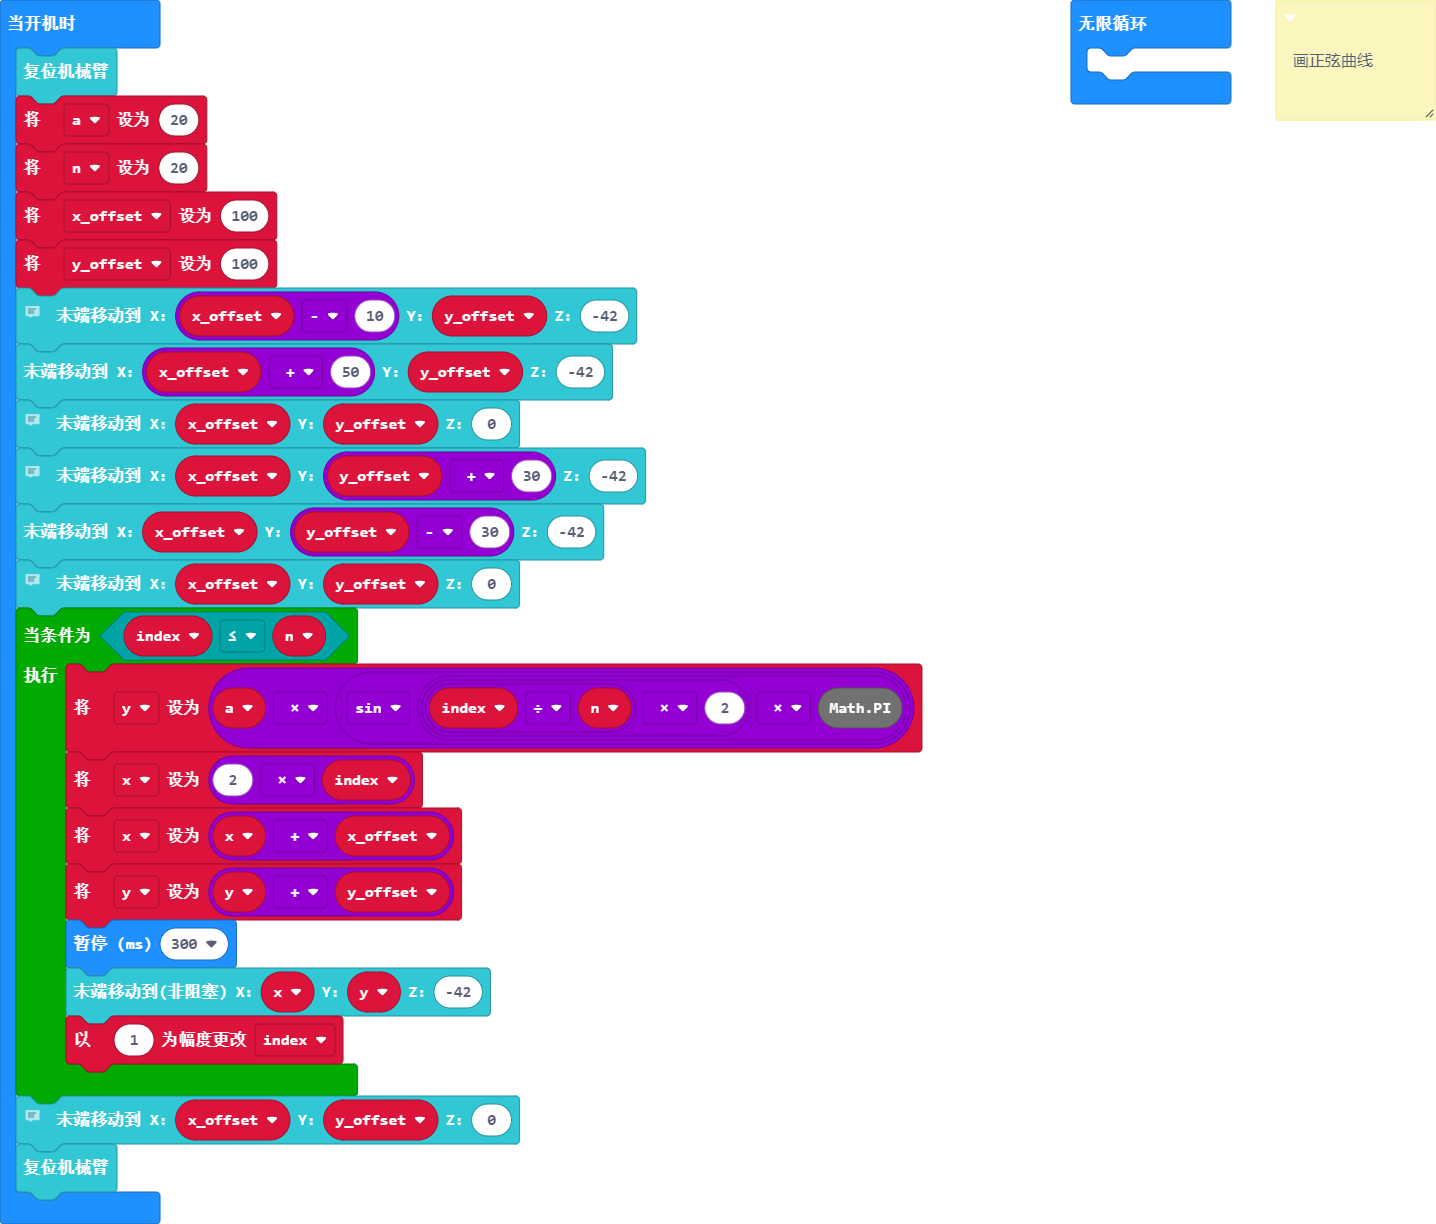 当开机时
复位机械臂
将 a 设为 20
将 n 设为 20
将 x_offset 设为 100
将 y_offset 设为 100
末端移动到 X: x_offset - 10 Y: y_offset Z: -42
末端移动到 X: x_offset + 50 Y: y_offset Z: -42
末端移动到 X: x_offset Y: y_offset Z: 0
末端移动到 X: x_offset Y: y_offset + 30 Z: -42
末端移动到 X: x_offset Y: y_offset - 30 Z: -42
末端移动到 X: x_offset Y: y_offset Z: 0
当条件为 index ≤ n
执行
将 y 设为 a × sin index ÷ n × 2 × Math.PI
将 x 设为 2 × index
将 x 设为 x + x_offset
将 y 设为 y + y_offset
暂停 (ms) 300
末端移动到(非阻塞) X: x Y: y Z: -42
以 1 为幅度更改 index
末端移动到 X: x_offset Y: y_offset Z: 0
复位机械臂
无限循环
画正弦曲线